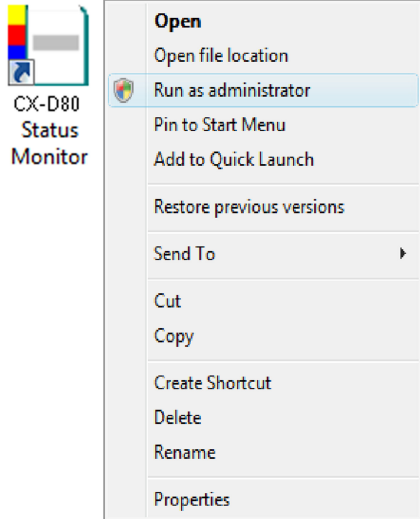 CX-D80
Status
Monitor
Open
Open file location
Run as administrator
Pin to Start Menu
Add to Quick Launch
Restore previous versions
Send To
Cut
Copy
Create Shortcut
Delete
Rename
Properties